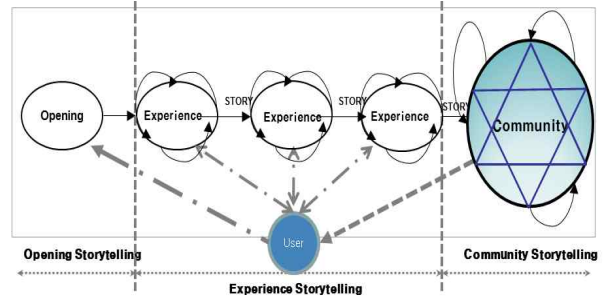 Opening
Experience
STORY
Experience
STORY
Experience
STORY
Community
User
Opening Storytelling
Experience Storytelling
Community Storytelling